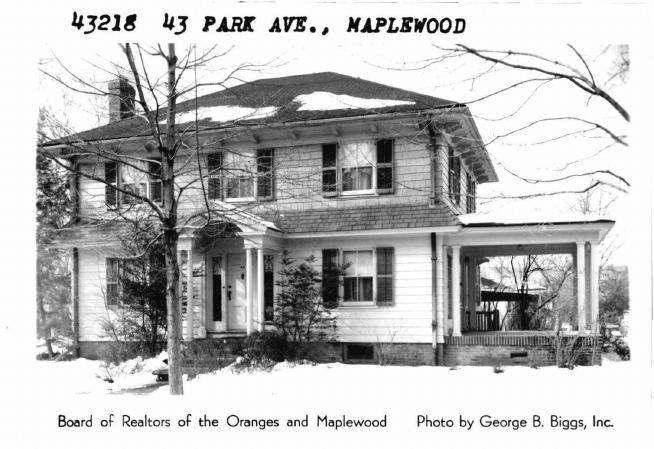 43218 43 PARK AVE., MAPLEWOOD
Board of Realtors of the Oranges and Maplewood Photo by George B. Biggs, Inc.